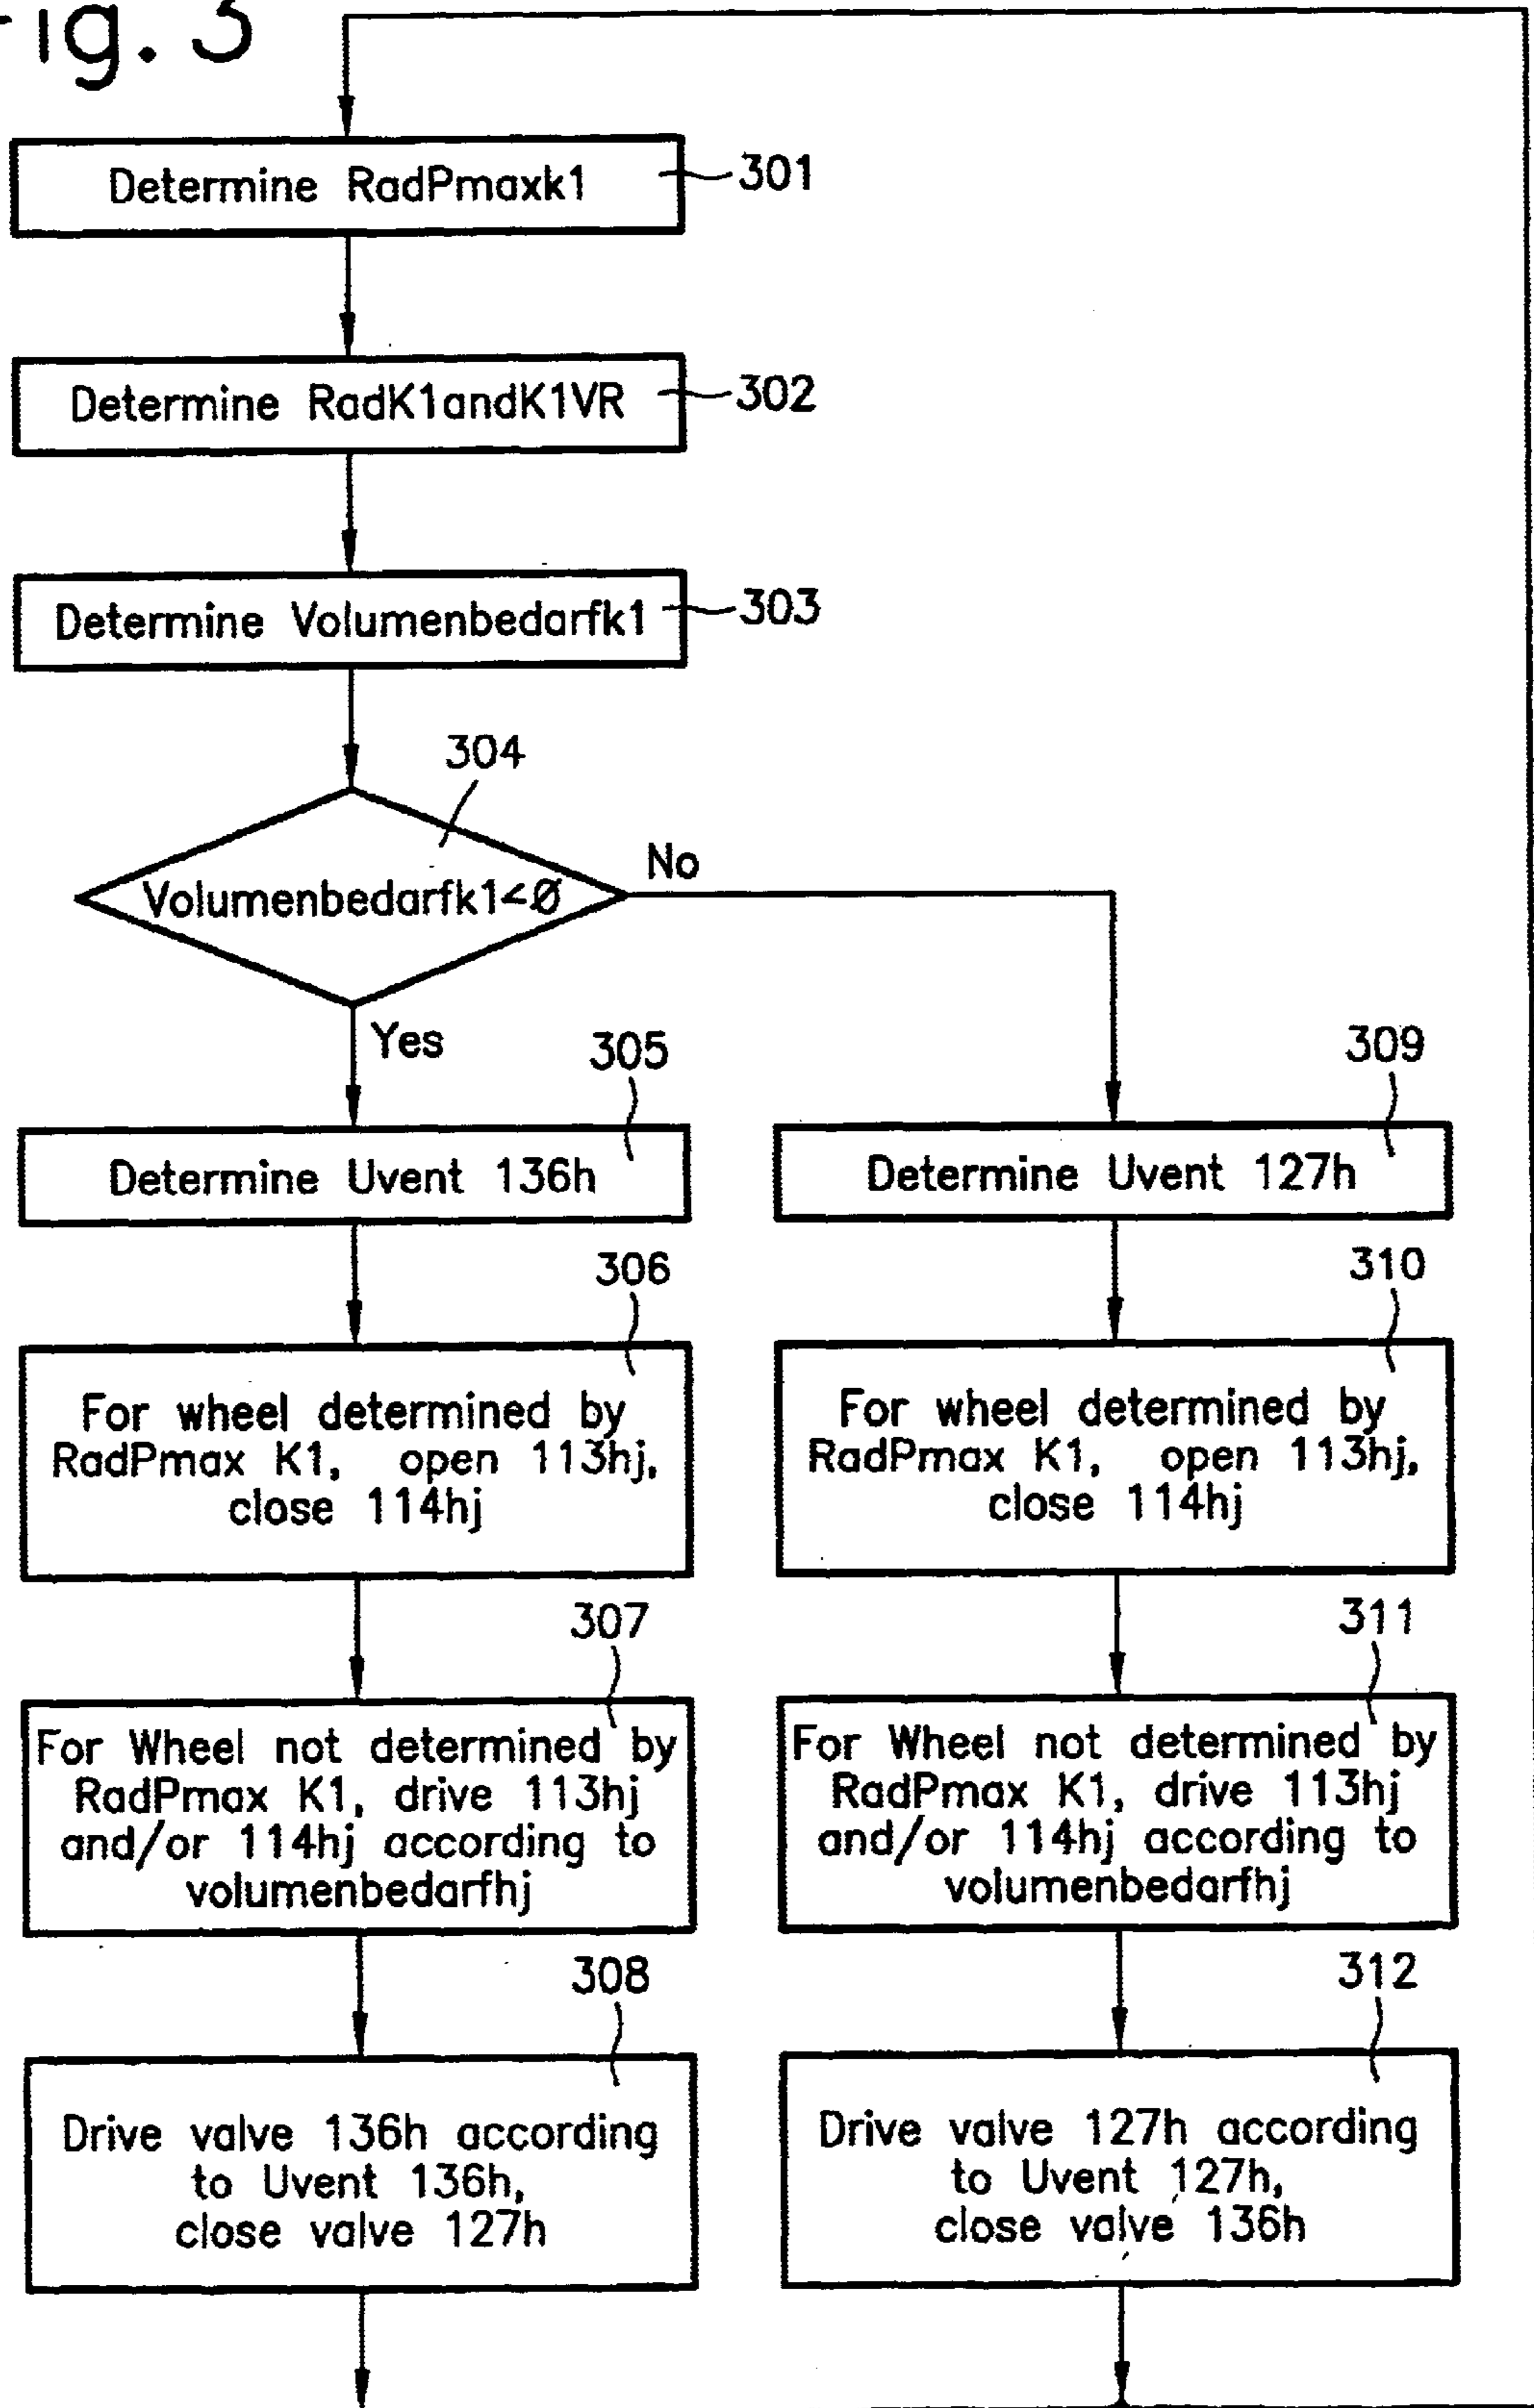 Fig. 3
Determine RadPmaxk1
301
Determine RadK1andK1VR
302
Determine Volumenbedarfk1
303
304
Volumenbedarfk1<Ø
No
Yes
305
Determine Uvent 136h
306
For wheel determined by
RadPmax K1, open 113hj,
close 114hj
307
For Wheel not determined by
RadPmax K1, drive 113hj
and/or 114hj according to
volumenbedarfhj
308
Drive valve 136h according
to Uvent 136h,
close valve 127h
309
Determine Uvent 127h
310
For wheel determined by
RadPmax K1, open 113hj,
close 114hj
311
For Wheel not determined by
RadPmax K1, drive 113hj
and/or 114hj according to
volumenbedarfhj
312
Drive valve 127h according
to Uvent 127h,
close valve 136h